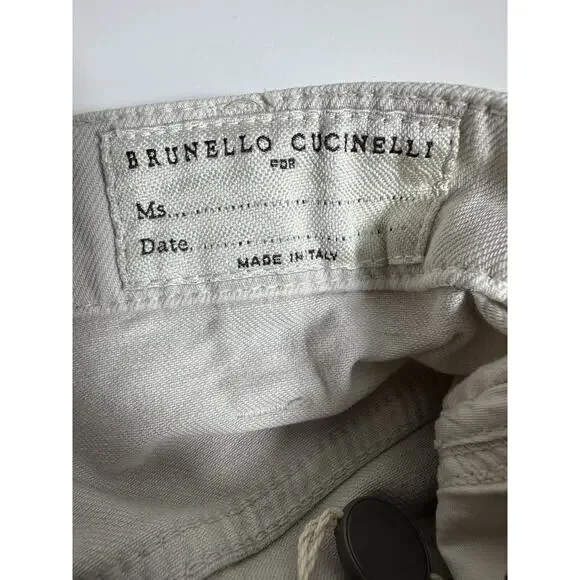 BRUNELLO CUCINELLI
FOR
Ms..............................
Date..............................
MADE IN ITALY